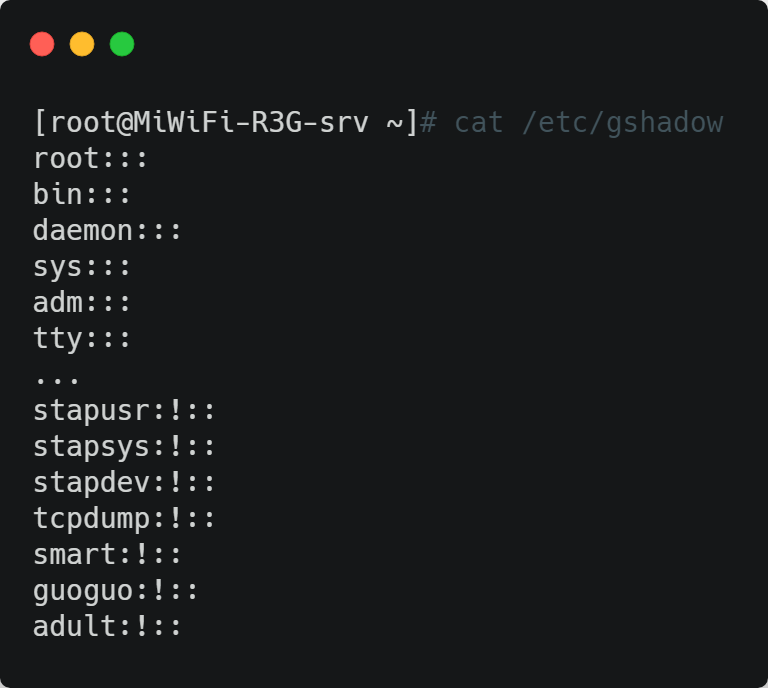 [root@MiWiFi-R3G-srv ~]# cat /etc/gshadow
root:::
bin:::
daemon:::
sys:::
adm:::
tty:::
...
stapusr:!::
stapsys:!::
stapdev:!::
tcpdump:!::
smart:!::
guoguo:!::
adult:!::